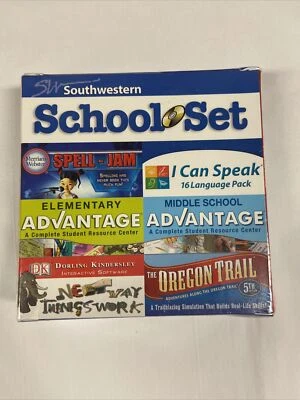 SW Southwestern
School Set
Merriam-Webster
SPELL-JAM
SPELLING HAS NEVER BEEN THIS MUCH FUN!
I Can Speak
16 Language Pack
ELEMENTARY
ADVANTAGE
A Complete Student Resource Center
MIDDLE SCHOOL
ADVANTAGE
A Complete Student Resource Center
DK
DORLING KINDERSLEY
INTERACTIVE SOFTWARE
NEW WAY
THINGS WORK
THE
OREGON TRAIL
ADVENTURES ALONG THE OREGON TRAIL
5TH
A Trailblazing Simulation That Builds Real-Life Skills!